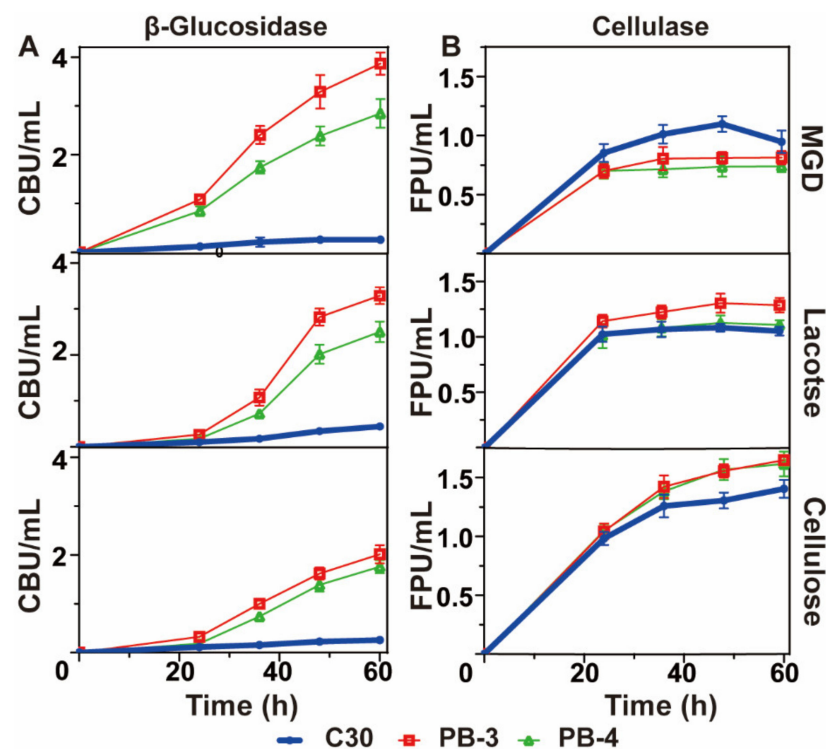 A β-Glucosidase B Cellulase
4
2
CBU/mL
0
1.5
1.0
0.5
FPU/mL
MGD
4
2
CBU/mL
1.5
1.0
0.5
FPU/mL
Lacotse
4
2
CBU/mL
1.5
1.0
0.5
FPU/mL
Cellulose
0 20 40 60 0 20 40 60
Time (h) Time (h)
C30 PB-3 PB-4